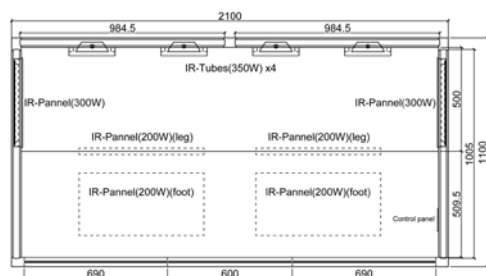 2100
984.5 984.5
IR-Tubes(350W) x4
IR-Pannel(300W) IR-Pannel(300W)
500
IR-Pannel(200W)(leg) IR-Pannel(200W)(leg)
1005
1100
IR-Pannel(200W)(foot) IR-Pannel(200W)(foot)
509.5
Control panel
690 600 690